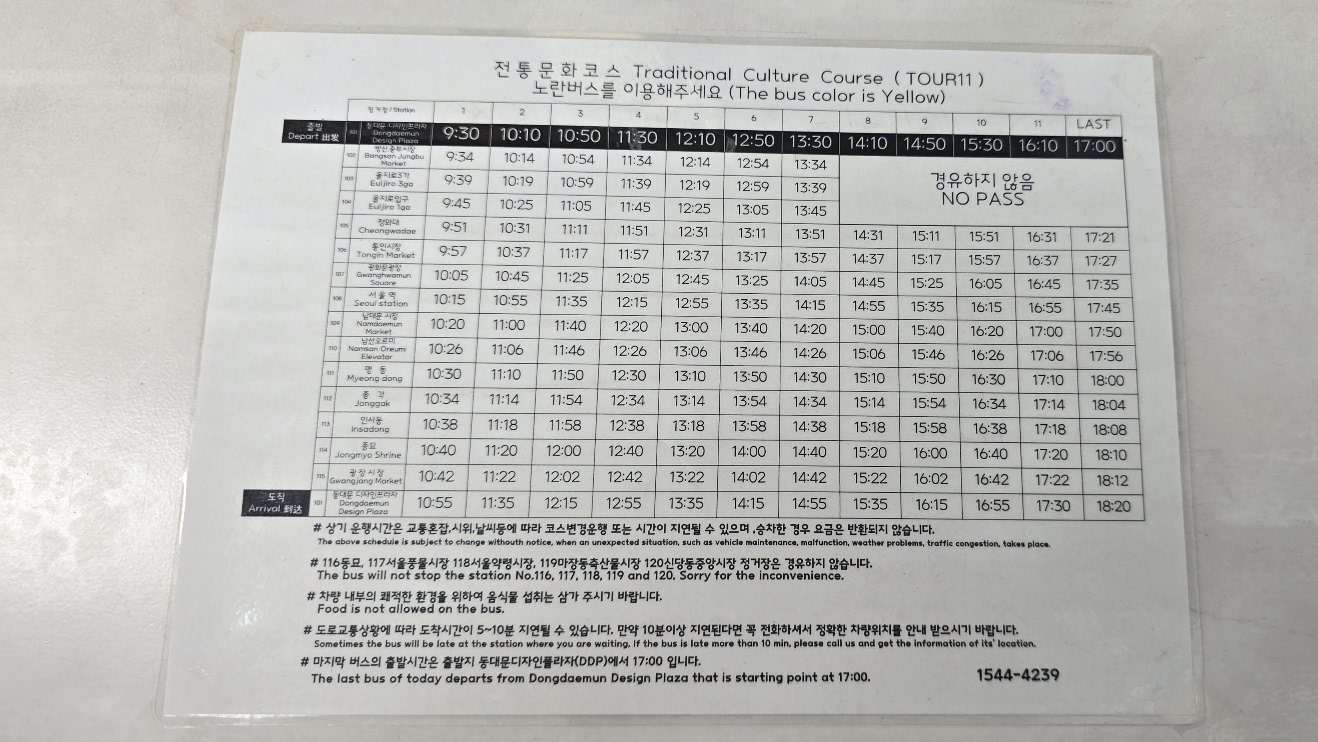 전통문화코스 Traditional Culture Course ( TOUR11 )
노란버스를 이용해주세요 (The bus color is Yellow)
정거장 / Station 1 2 3 4 5 6 7 8 9 10 11 LAST
출발
Depart 出发
101 동대문 디자인프라자 Dongdaemun Design Plaza 9:30 10:10 10:50 11:30 12:10 12:50 13:30 14:10 14:50 15:30 16:10 17:00
102 방산,중부시장 Bangsan Jungbu Market 9:34 10:14 10:54 11:34 12:14 12:54 13:34
103 을지로3가 Euljiro 3ga 9:39 10:19 10:59 11:39 12:19 12:59 13:39
104 을지로입구 Euljiro 1ga 9:45 10:25 11:05 11:45 12:25 13:05 13:45
경유하지 않음
NO PASS
105 청와대 Cheongwadae 9:51 10:31 11:11 11:51 12:31 13:11 13:51 14:31 15:11 15:51 16:31 17:21
106 통인시장 Tongin Market 9:57 10:37 11:17 11:57 12:37 13:17 13:57 14:37 15:17 15:57 16:37 17:27
107 광화문광장 Gwanghwamun Square 10:05 10:45 11:25 12:05 12:45 13:25 14:05 14:45 15:25 16:05 16:45 17:35
108 서울역 Seoul station 10:15 10:55 11:35 12:15 12:55 13:35 14:15 14:55 15:35 16:15 16:55 17:45
109 남대문 시장 Namdaemun Market 10:20 11:00 11:40 12:20 13:00 13:40 14:20 15:00 15:40 16:20 17:00 17:50
110 남산오르미 Namsan Oreumi Elevator 10:26 11:06 11:46 12:26 13:06 13:46 14:26 15:06 15:46 16:26 17:06 17:56
111 명 동 Myeong dong 10:30 11:10 11:50 12:30 13:10 13:50 14:30 15:10 15:50 16:30 17:10 18:00
112 종 각 Jonggak 10:34 11:14 11:54 12:34 13:14 13:54 14:34 15:14 15:54 16:34 17:14 18:04
113 인사동 Insadong 10:38 11:18 11:58 12:38 13:18 13:58 14:38 15:18 15:58 16:38 17:18 18:08
114 종묘 Jongmyo Shrine 10:40 11:20 12:00 12:40 13:20 14:00 14:40 15:20 16:00 16:40 17:20 18:10
115 광장시장 Gwangjang Market 10:42 11:22 12:02 12:42 13:22 14:02 14:42 15:22 16:02 16:42 17:22 18:12
도착
Arrival 到达
101 동대문 디자인프라자 Dongdaemun Design Plaza 10:55 11:35 12:15 12:55 13:35 14:15 14:55 15:35 16:15 16:55 17:30 18:20
# 상기 운행시간은 교통혼잡,시위,날씨등에 따라 코스변경운행 또는 시간이 지연될 수 있으며 ,승차한 경우 요금은 반환되지 않습니다.
The above schedule is subject to change withouth notice, when an unexpected situation, such as vehicle maintenance, malfunction, weather problems, traffic congestion, takes place.
# 116동묘, 117서울풍물시장 118서울약령시장, 119마장동축산물시장 120신당동중앙시장 정거장은 경유하지 않습니다.
The bus will not stop the station No.116, 117, 118, 119 and 120. Sorry for the inconvenience.
# 차량 내부의 쾌적한 환경을 위하여 음식물 섭취는 삼가 주시기 바랍니다.
Food is not allowed on the bus.
# 도로교통상황에 따라 도착시간이 5~10분 지연될 수 있습니다. 만약 10분이상 지연된다면 꼭 전화하셔서 정확한 차량위치를 안내 받으시기 바랍니다.
Sometimes the bus will be late at the station where you are waiting, If the bus is late more than 10 min, please call us and get the information of its' location.
# 마지막 버스의 출발시간은 출발지 동대문디자인플라자(DDP)에서 17:00 입니다.
The last bus of today departs from Dongdaemun Design Plaza that is starting point at 17:00.
1544-4239